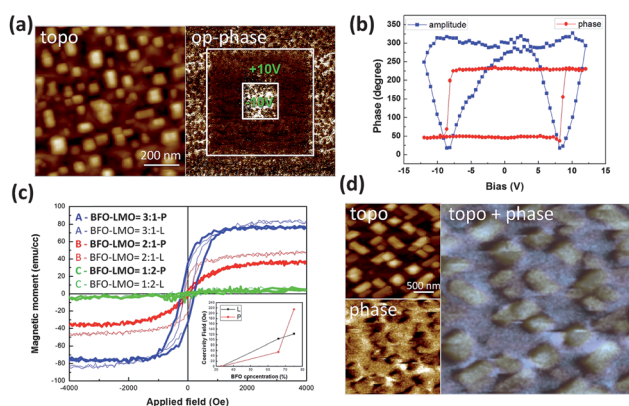 (a)
topo
op-phase
+10V
-10V
200 nm
(b)
amplitude
phase
Phase (degree)
350
300
250
200
150
100
50
0
-15
-10
-5
0
5
10
15
Bias (V)
(c)
A - BFO-LMO= 3:1-P
A - BFO-LMO= 3:1-L
B - BFO-LMO= 2:1-P
B - BFO-LMO= 2:1-L
C - BFO-LMO= 1:2-P
C - BFO-LMO= 1:2-L
Magnetic moment (emu/cc)
100
80
60
40
20
0
-20
-40
-60
-80
-4000
-2000
0
2000
4000
Applied field (Oe)
L
P
Coercivity Field (Oe)
BFO concentration (%)
(d)
topo
500 nm
phase
topo + phase